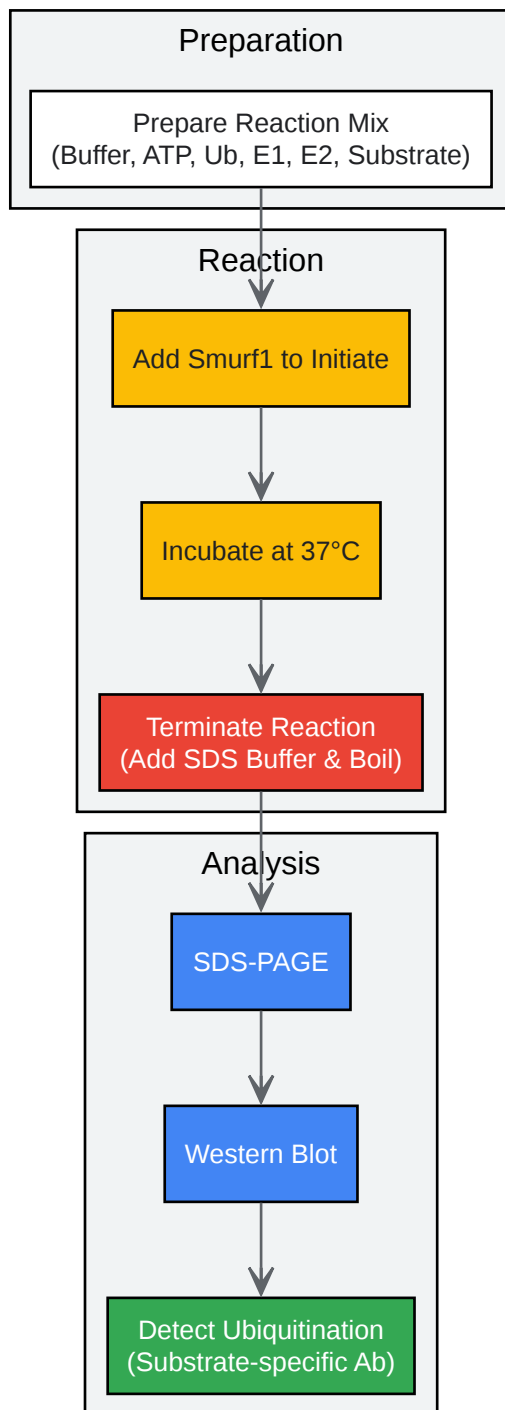 Preparation
Prepare Reaction Mix
(Buffer, ATP, Ub, E1, E2, Substrate)
Reaction
Add Smurf1 to Initiate
Incubate at 37°C
Terminate Reaction
(Add SDS Buffer & Boil)
Analysis
SDS-PAGE
Western Blot
Detect Ubiquitination
(Substrate-specific Ab)